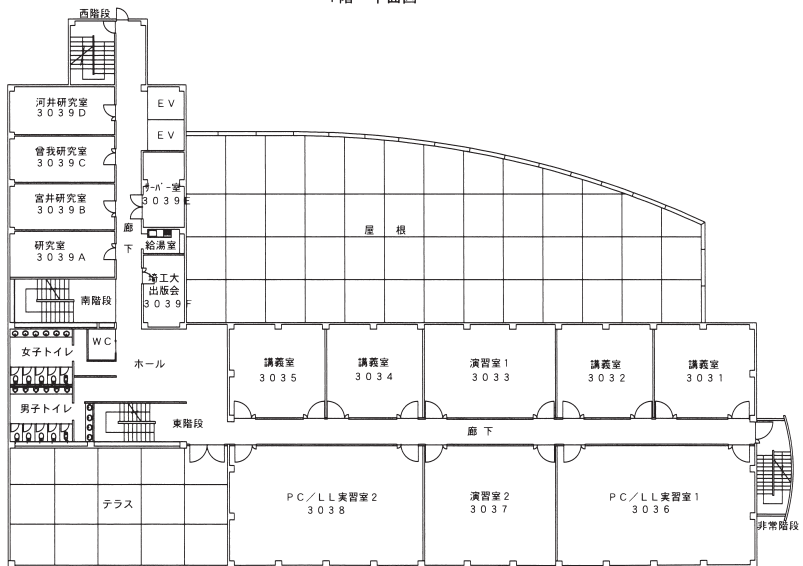 西階段
河井研究室
3039D
EV
曾我研究室
3039C
EV
宮井研究室
3039B
サーバー室
3039E
廊下
屋根
給湯室
研究室
3039A
埼工大
出版会
3039F
南階段
WC
女子トイレ
ホール
講義室
3035
講義室
3034
演習室1
3033
講義室
3032
講義室
3031
男子トイレ
東階段
廊下
テラス
PC/LL実習室2
3038
演習室2
3037
PC/LL実習室1
3036
非常階段